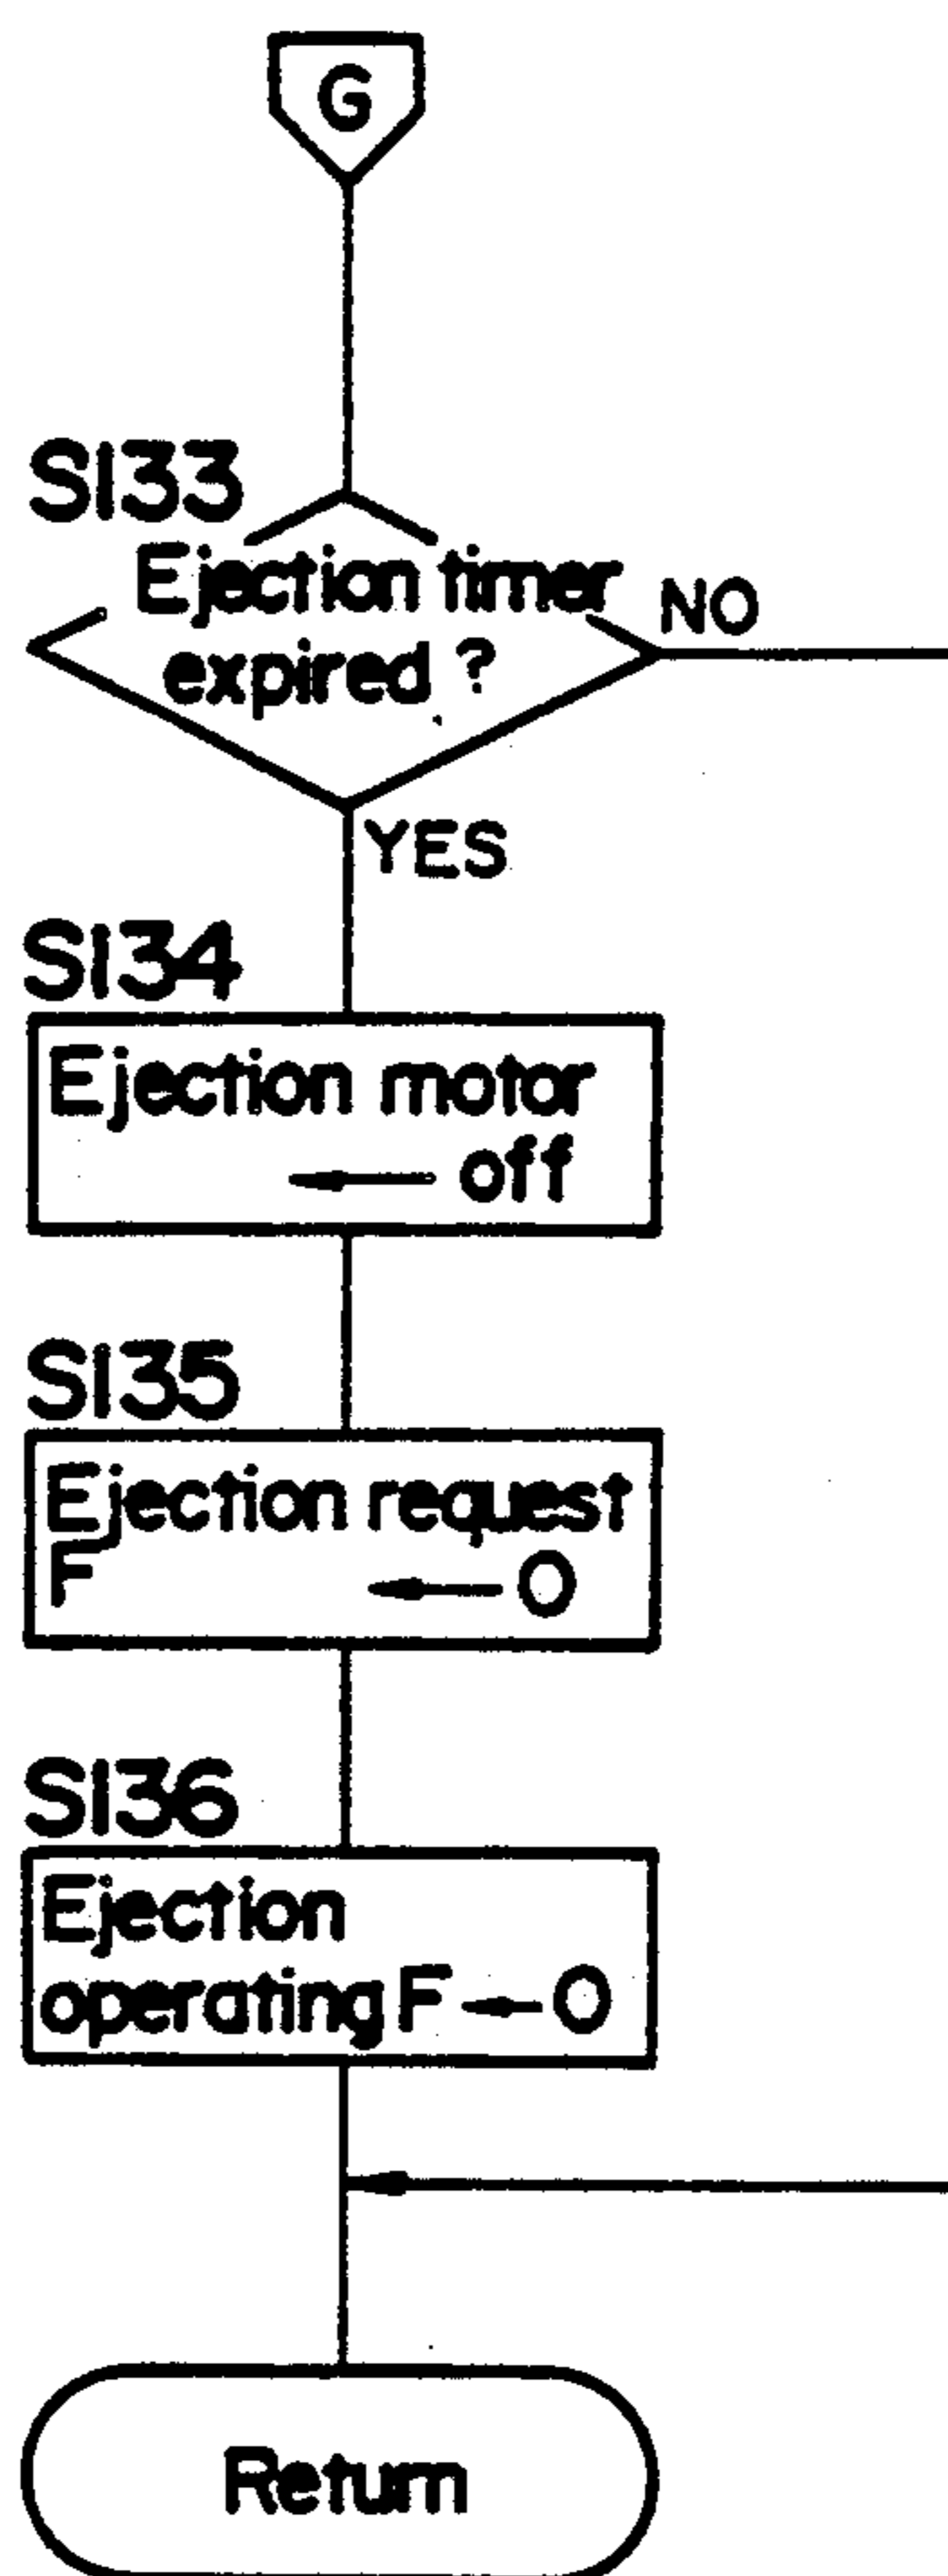 G
S133
Ejection timer
expired ?
NO
YES
S134
Ejection motor
← off
S135
Ejection request
F ← 0
S136
Ejection
operating F ← 0
Return